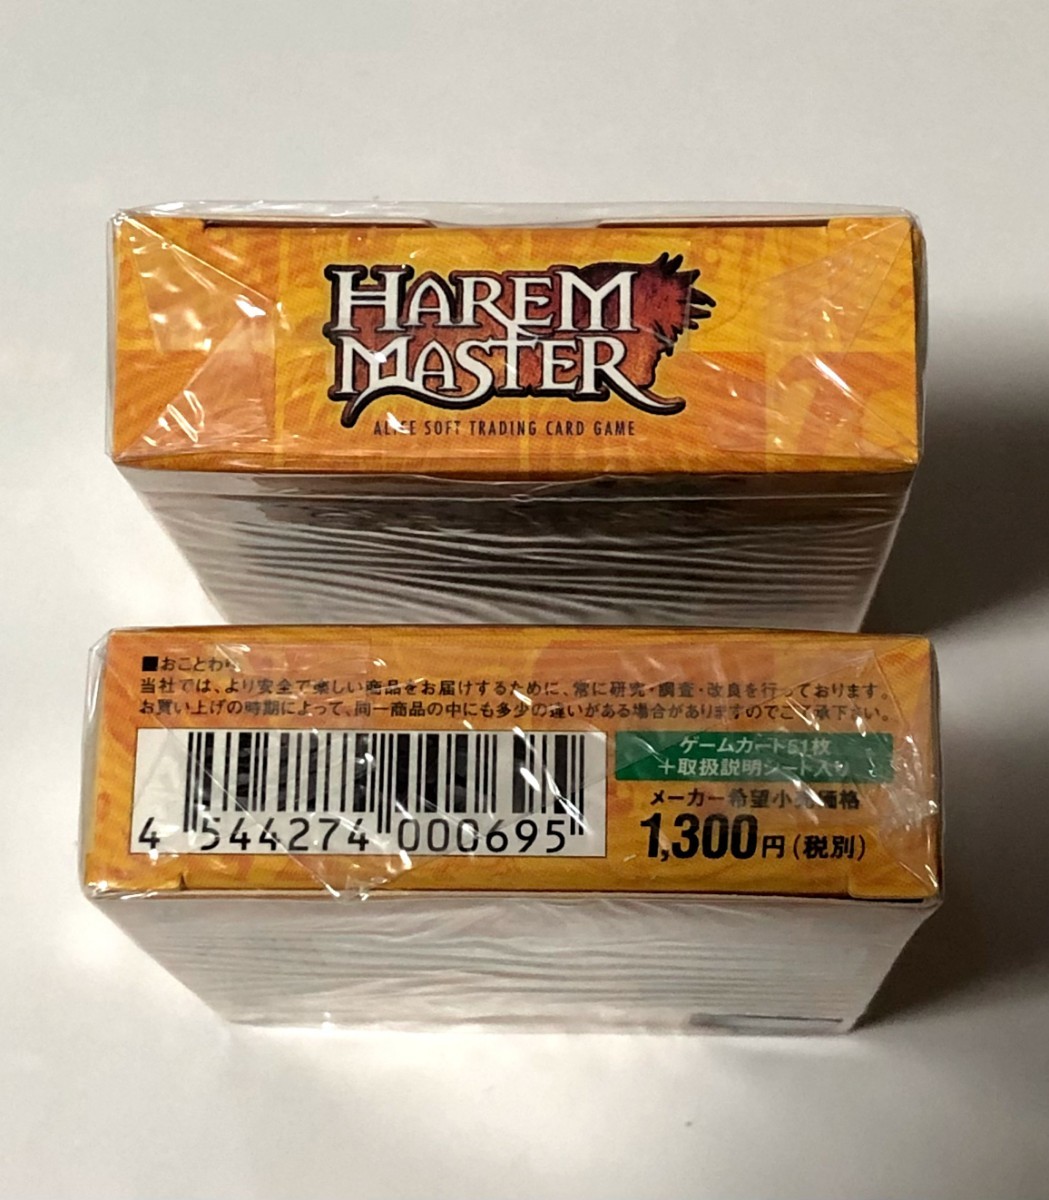 HAREM
MASTER
ALICE SOFT TRADING CARD GAME
■おことわり
当社では、より安全で楽しい商品をお届けするために、常に研究・調査・改良を行っております。
お買い上げの時期によって、同一商品の中にも多少の違いがある場合がありますのでご了承下さい。
4 544274 000695
ゲームカード51枚
＋取扱説明シート入り
メーカー希望小売価格
1,300円(税別)